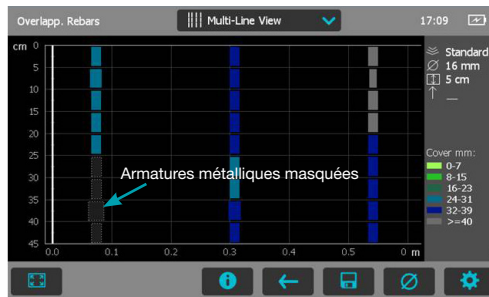 Overlapp. Rebars
Multi-Line View
17:09
cm 0
5
10
15
20
25
30
35
40
45
0.0 0.1 0.2 0.3 0.4 0.5 0 m
Armatures métalliques masquées
Standard
16 mm
5 cm
Cover mm:
0-7
8-15
16-23
24-31
32-39
>=40